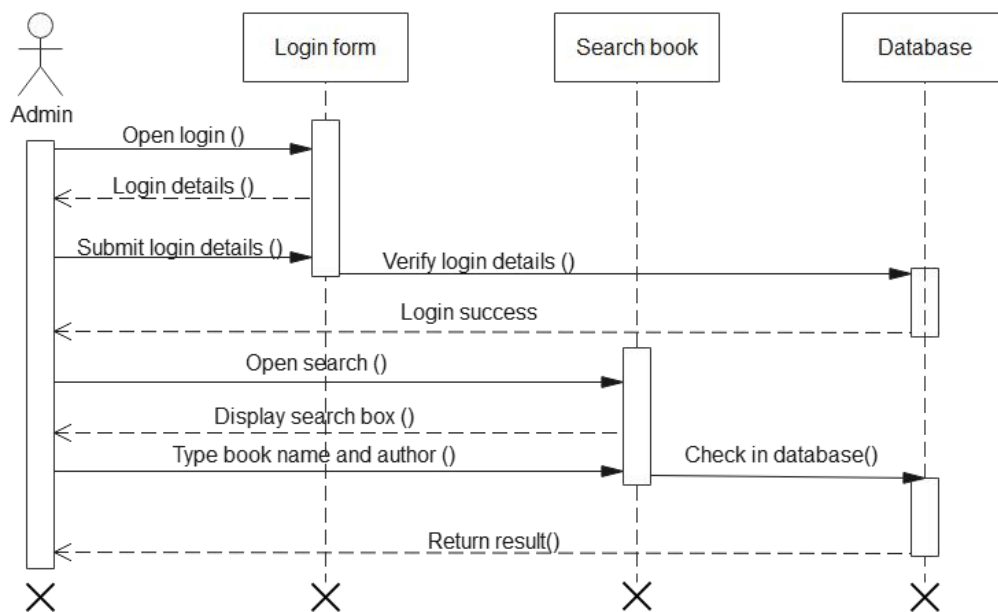 Login form
Search book
Database
Admin
Open login ()
Login details ()
Submit login details ()
Verify login details ()
Login success
Open search ()
Display search box ()
Type book name and author ()
Check in database()
Return result()